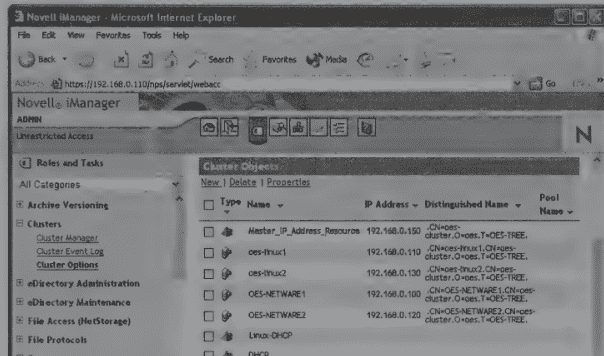 Novell iManager - Microsoft Internet Explorer
File Edit View Favorites Tools Help
Back Search Favorites Media
Address https://192.168.0.110/nps/servlet/webacc Go
Novell® iManager
ADMIN
Unrestricted Access
N
Roles and Tasks
All Categories
Archive Versioning
Clusters
Cluster Manager
Cluster Event Log
Cluster Options
eDirectory Administration
eDirectory Maintenance
File Access (NetStorage)
File Protocols
Cluster Objects
New | Delete | Properties
Type Name IP Address Distinguished Name Pool Name
Master_IP_Address_Resource 192.168.0.150 .CN=oes-
cluster.O=oes.T=OES-TREE.
oes-linux1 192.168.0.110 .CN=oes-linux1.CN=oes-
cluster.O=oes.T=OES-TREE.
oes-linux2 192.168.0.130 .CN=oes-linux2.CN=oes-
cluster.O=oes.T=OES-TREE.
OES-NETWARE1 192.168.0.100 .CN=OES-NETWARE1.CN=oes-
cluster.O=oes.T=OES-TREE.
OES-NETWARE2 192.168.0.120 .CN=OES-NETWARE2.CN=oes-
cluster.O=oes.T=OES-TREE.
Linux-DHCP
DHCP